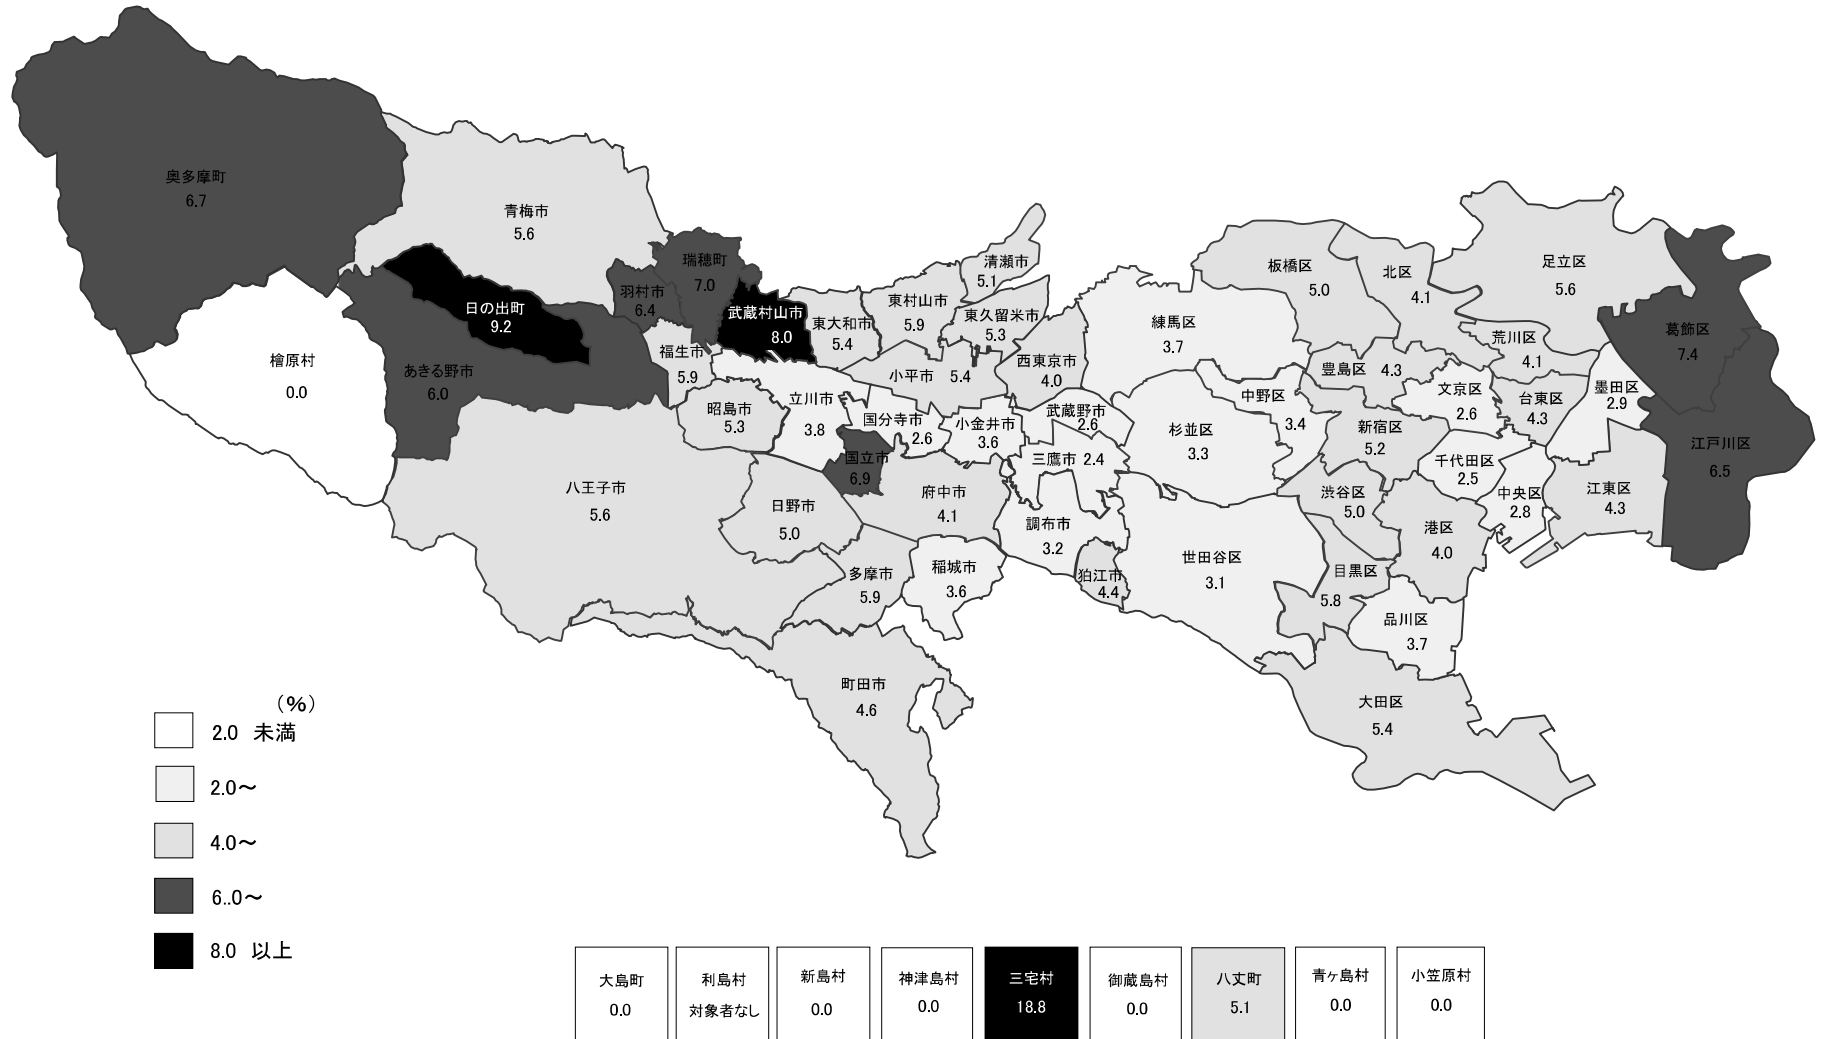 奥多摩町
6.7
青梅市
5.6
瑞穂町
7.0
羽村市
6.4
日の出町
9.2
武蔵村山市
8.0
檜原村
0.0
あきる野市
6.0
福生市
5.9
東大和市
5.4
東村山市
5.9
清瀬市
5.1
東久留米市
5.3
小平市 5.4
西東京市
4.0
昭島市
5.3
立川市
3.8
国分寺市
2.6
小金井市
3.6
武蔵野市
2.6
三鷹市 2.4
国立市
6.9
府中市
4.1
八王子市
5.6
日野市
5.0
調布市
3.2
狛江市
4.4
多摩市
5.9
稲城市
3.6
町田市
4.6
練馬区
3.7
板橋区
5.0
北区
4.1
足立区
5.6
葛飾区
7.4
荒川区
4.1
豊島区 4.3
中野区
3.4
文京区
2.6
台東区
4.3
墨田区
2.9
江戸川区
6.5
杉並区
3.3
新宿区
5.2
千代田区
2.5
中央区
2.8
江東区
4.3
渋谷区
5.0
港区
4.0
世田谷区
3.1
目黒区
5.8
品川区
3.7
大田区
5.4
(%)
2.0 未満
2.0～
4.0～
6..0～
8.0 以上
大島町
0.0
利島村
対象者なし
新島村
0.0
神津島村
0.0
三宅村
18.8
御蔵島村
0.0
八丈町
5.1
青ヶ島村
0.0
小笠原村
0.0